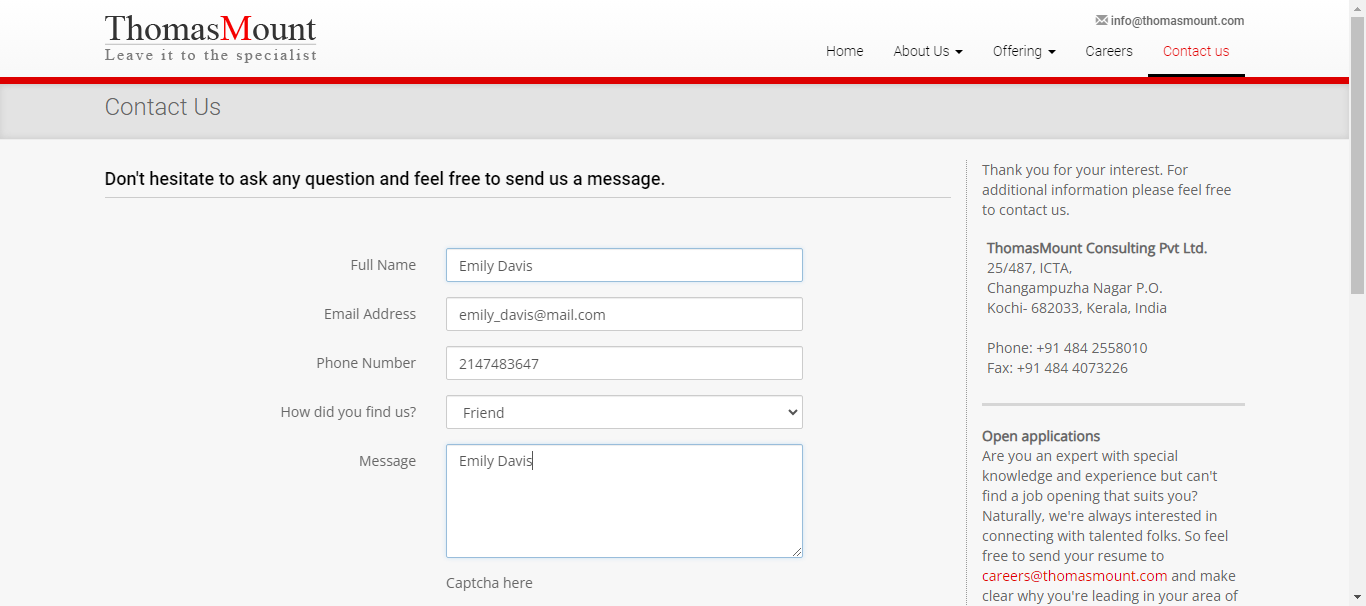 ThomasMount
Leave it to the specialist
info@thomasmount.com
Home About Us Offering Careers Contact us
Contact Us
Don't hesitate to ask any question and feel free to send us a message.
Full Name Emily Davis
Email Address emily_davis@mail.com
Phone Number 2147483647
How did you find us? Friend
Message Emily Davis
Captcha here
Thank you for your interest. For
additional information please feel free
to contact us.
ThomasMount Consulting Pvt Ltd.
25/487, ICTA,
Changampuzha Nagar P.O.
Kochi- 682033, Kerala, India
Phone: +91 484 2558010
Fax: +91 484 4073226
Open applications
Are you an expert with special
knowledge and experience but can't
find a job opening that suits you?
Naturally, we're always interested in
connecting with talented folks. So feel
free to send your resume to
careers@thomasmount.com and make
clear why you're leading in your area of